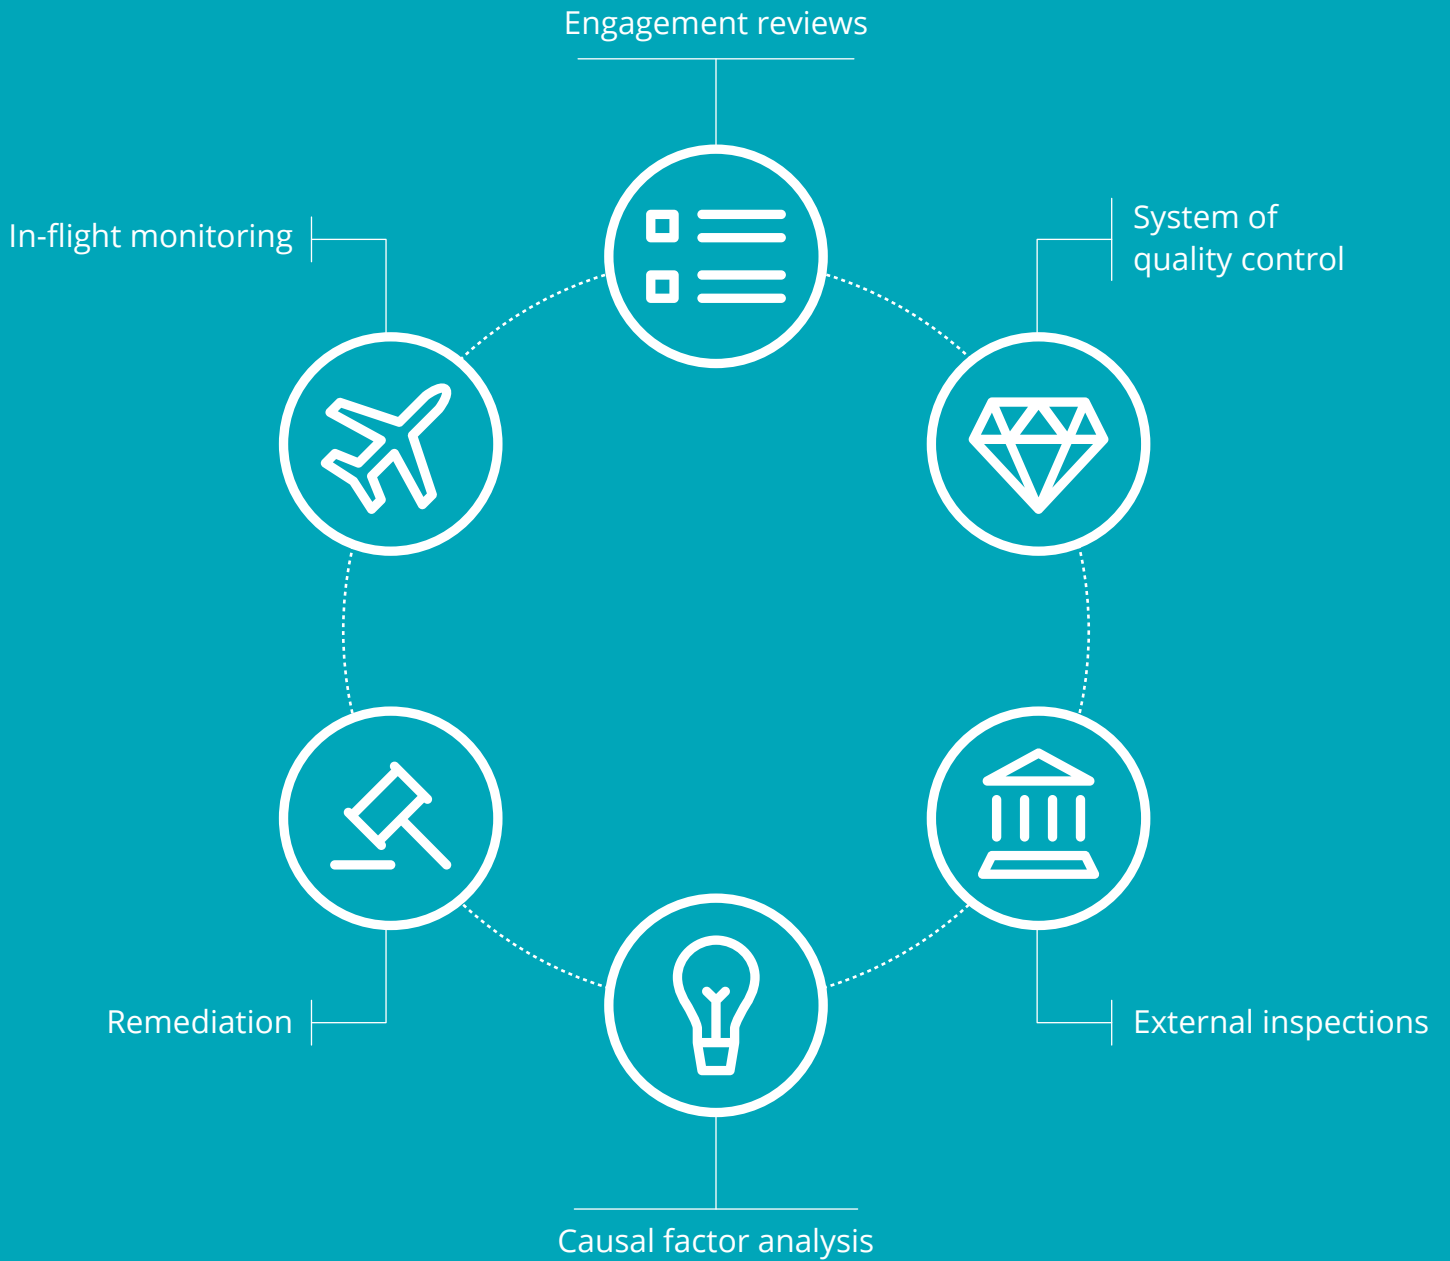 Engagement reviews
In-flight monitoring
System of
quality control
Remediation
External inspections
Causal factor analysis